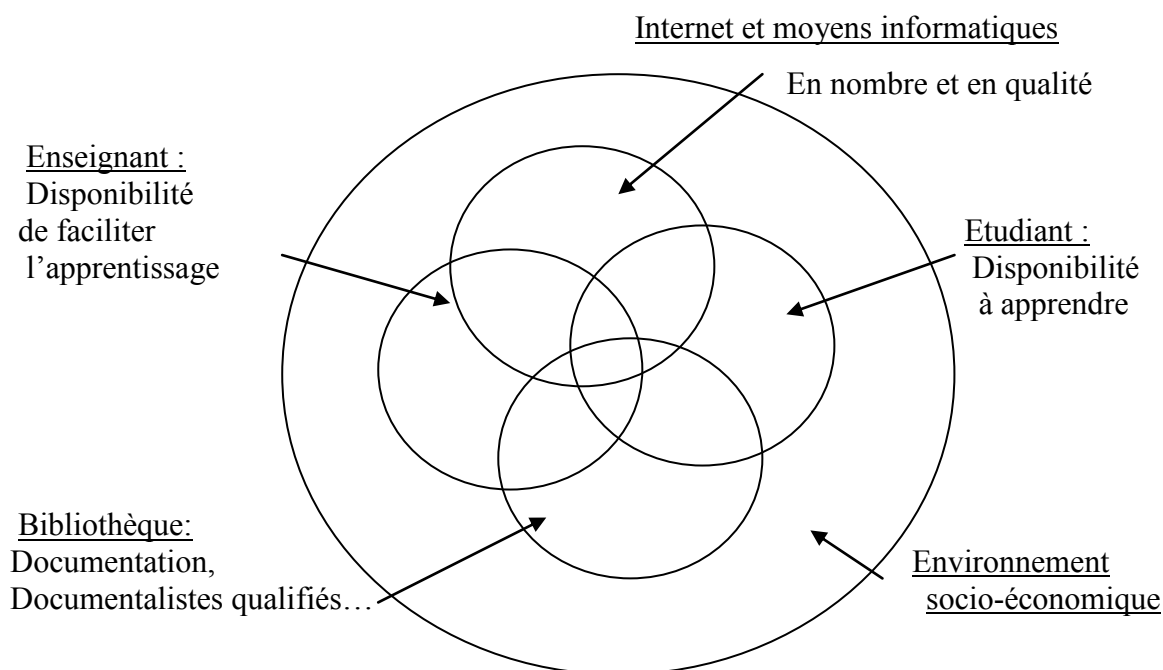 Internet et moyens informatiques
En nombre et en qualité
Enseignant :
Disponibilité
de faciliter
l’apprentissage
Etudiant :
Disponibilité
à apprendre
Bibliothèque:
Documentation,
Documentalistes qualifiés…
Environnement
socio-économique